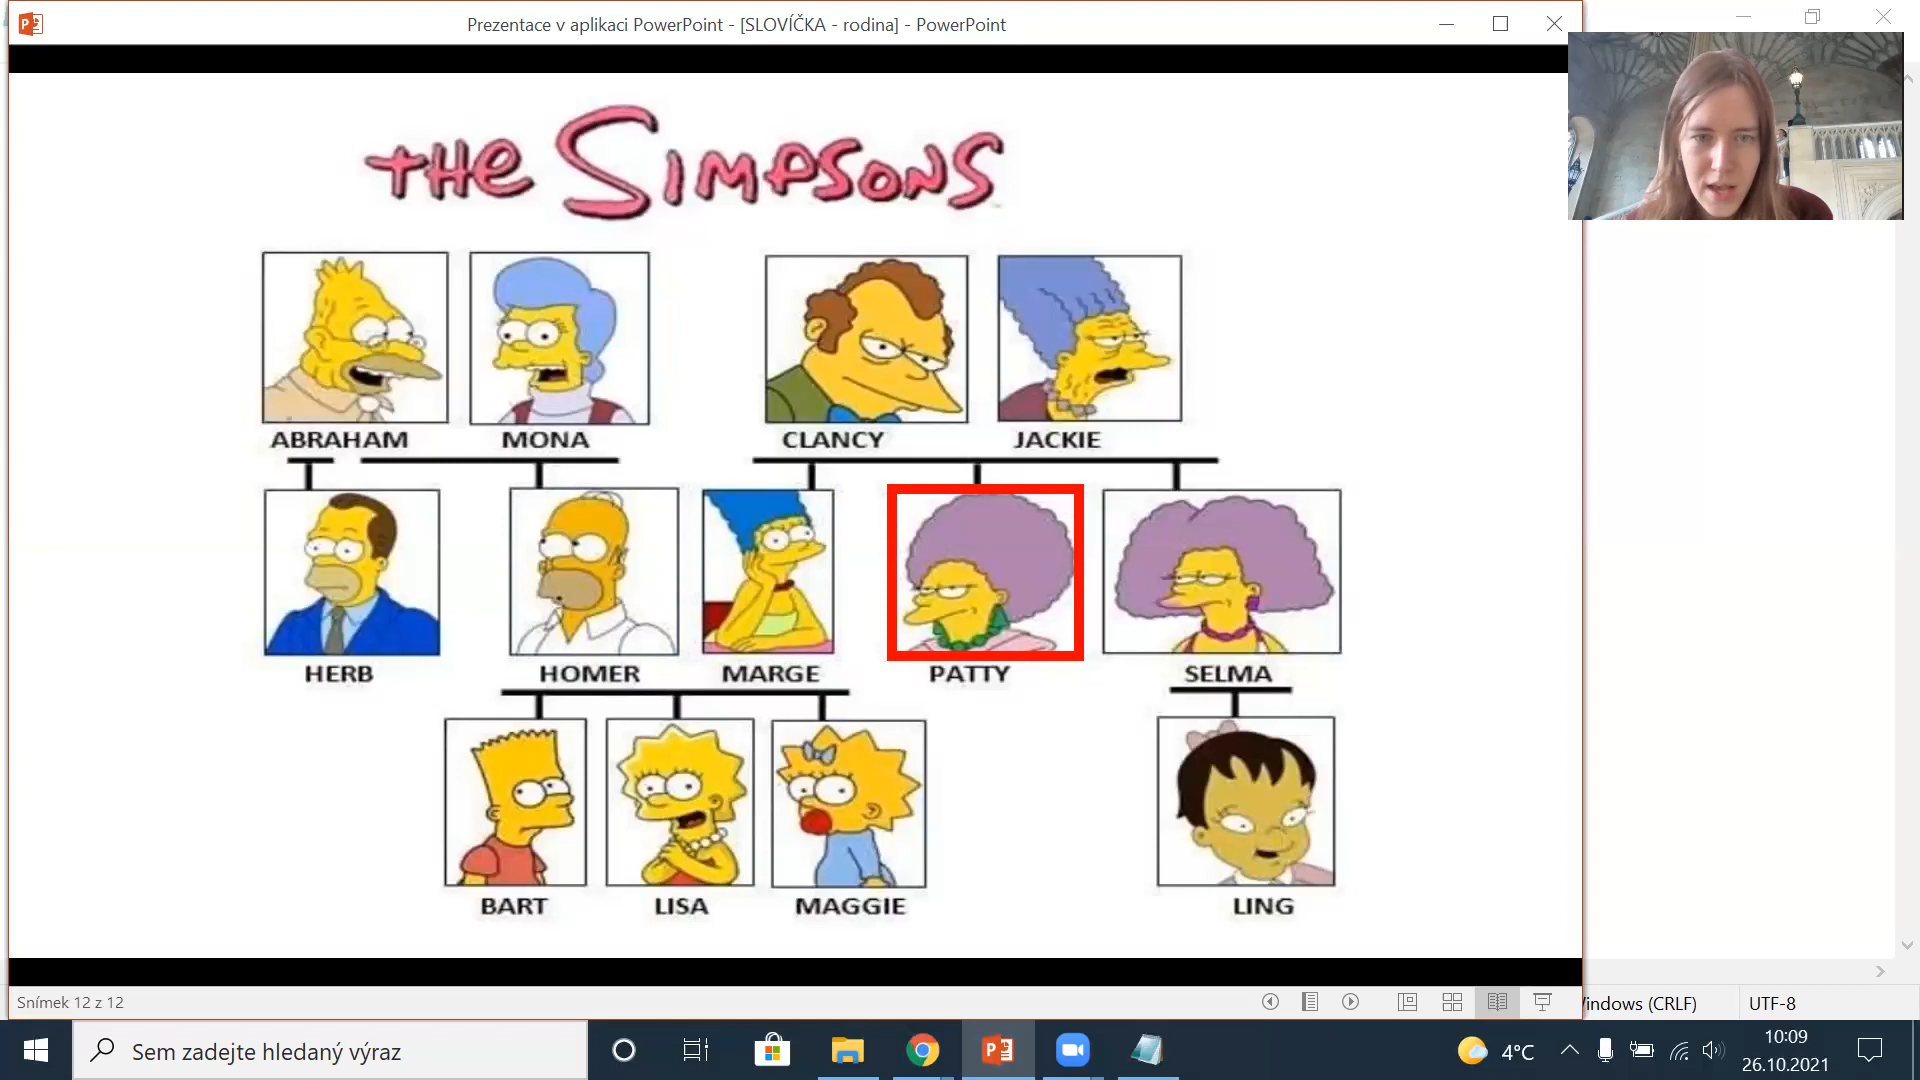 Prezentace v aplikaci PowerPoint - [SLOVÍČKA - rodina] - PowerPoint
THE SIMPSONS
ABRAHAM MONA CLANCY JACKIE
HERB HOMER MARGE PATTY SELMA
BART LISA MAGGIE LING
Snímek 12 z 12
Windows (CRLF) UTF-8
Sem zadejte hledaný výraz
4°C
10:09
26.10.2021